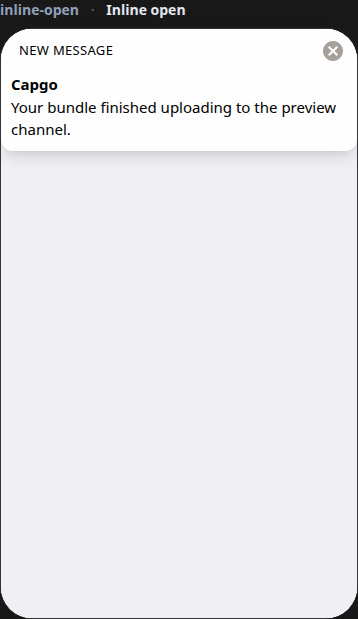 inline-open · Inline open
NEW MESSAGE
Capgo
Your bundle finished uploading to the preview
channel.